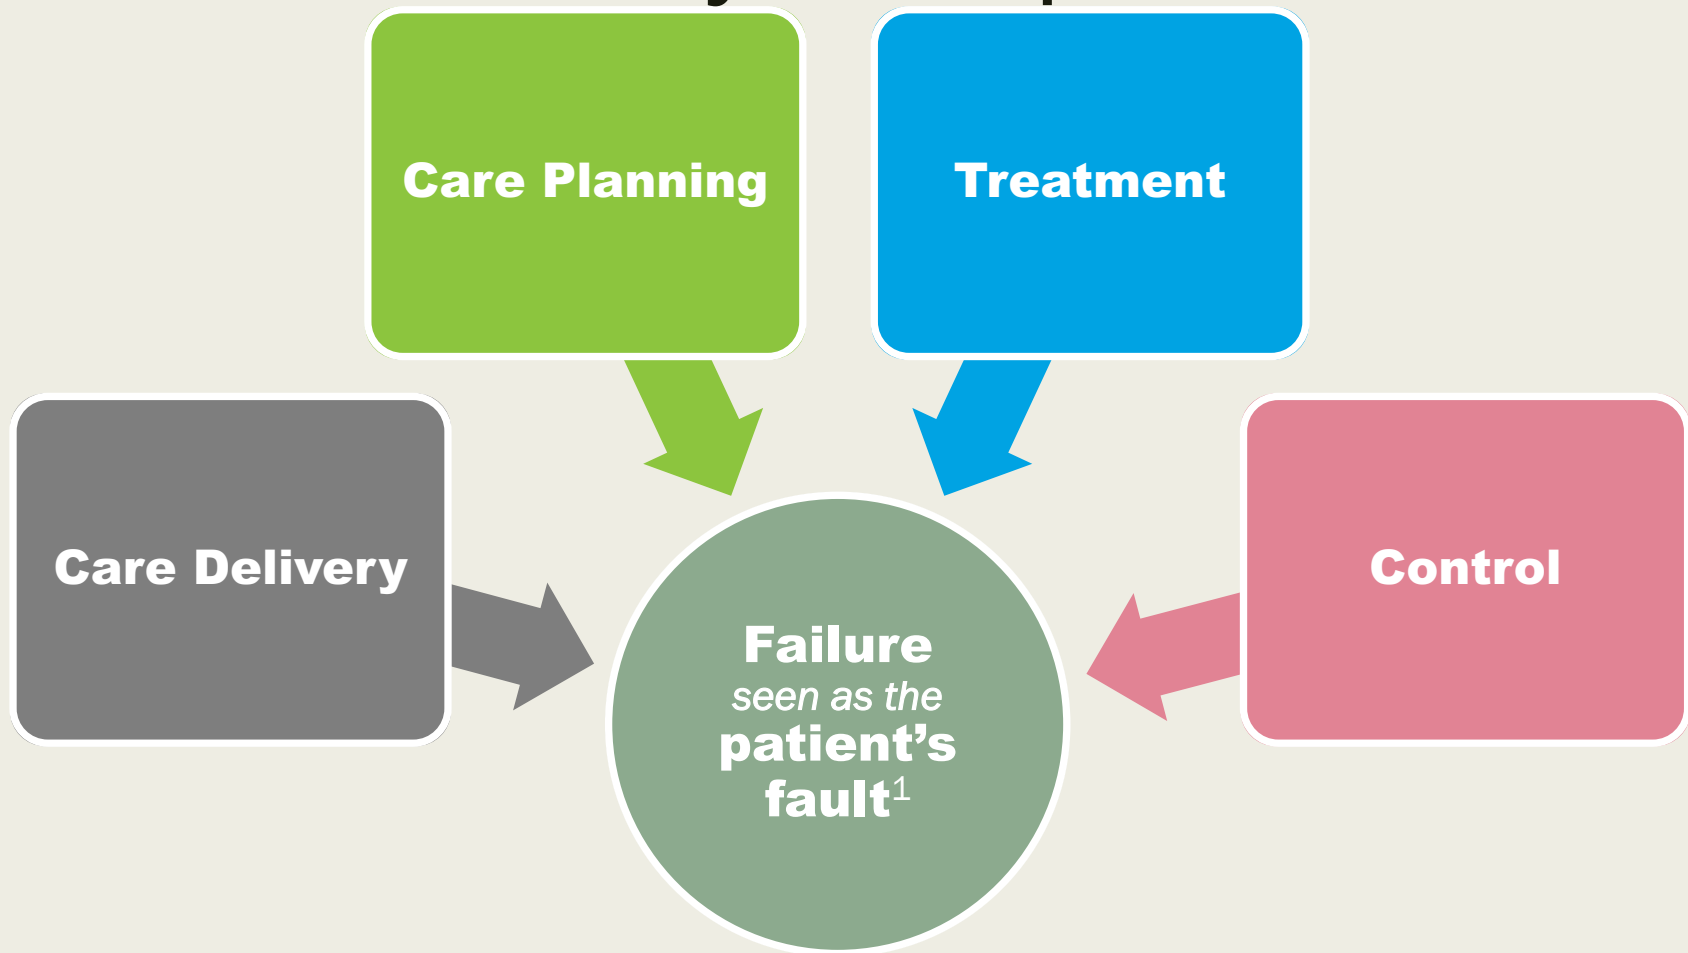 Care Planning
Treatment
Care Delivery
Control
Failure
seen as the
patient’s
fault¹